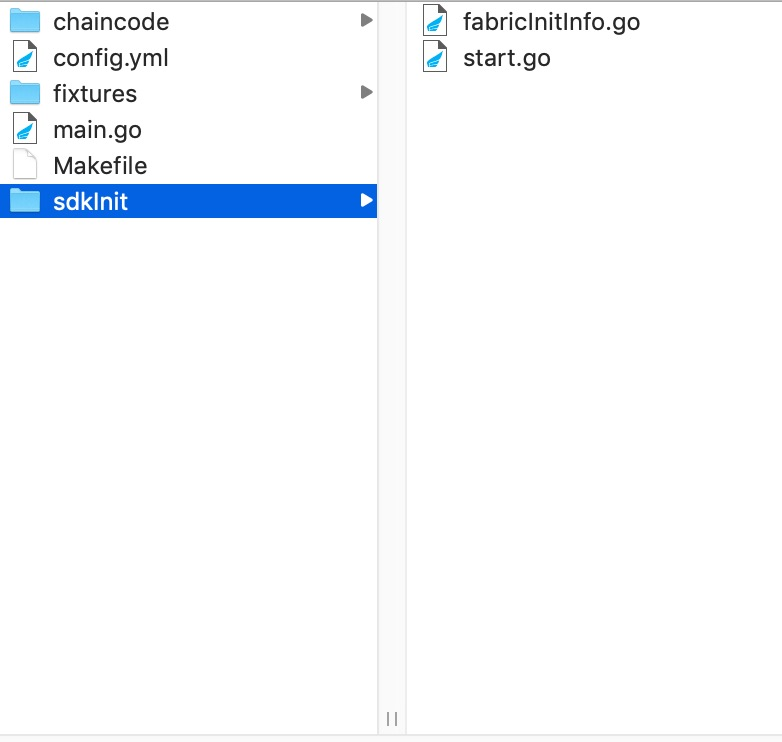 chaincode
config.yml
fixtures
main.go
Makefile
sdkInit
fabricInitInfo.go
start.go